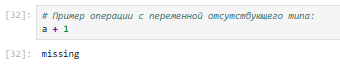 [32]: # Пример операции с переменной отсутствующего типа:
a + 1
[32]: missing